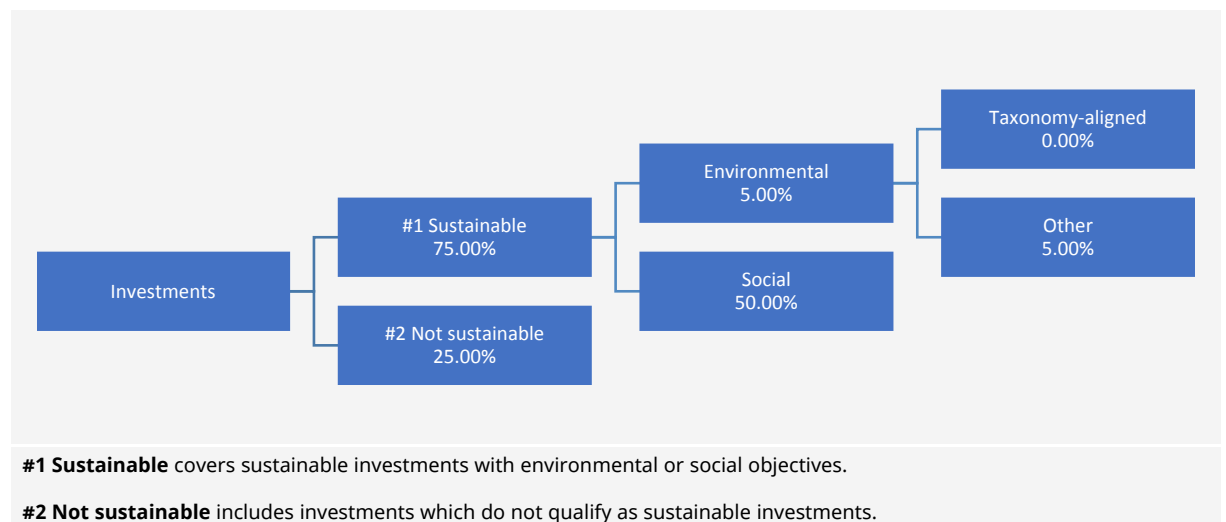 Investments
#1 Sustainable
75.00%
#2 Not sustainable
25.00%
Environmental
5.00%
Social
50.00%
Taxonomy-aligned
0.00%
Other
5.00%
#1 Sustainable covers sustainable investments with environmental or social objectives.
#2 Not sustainable includes investments which do not qualify as sustainable investments.